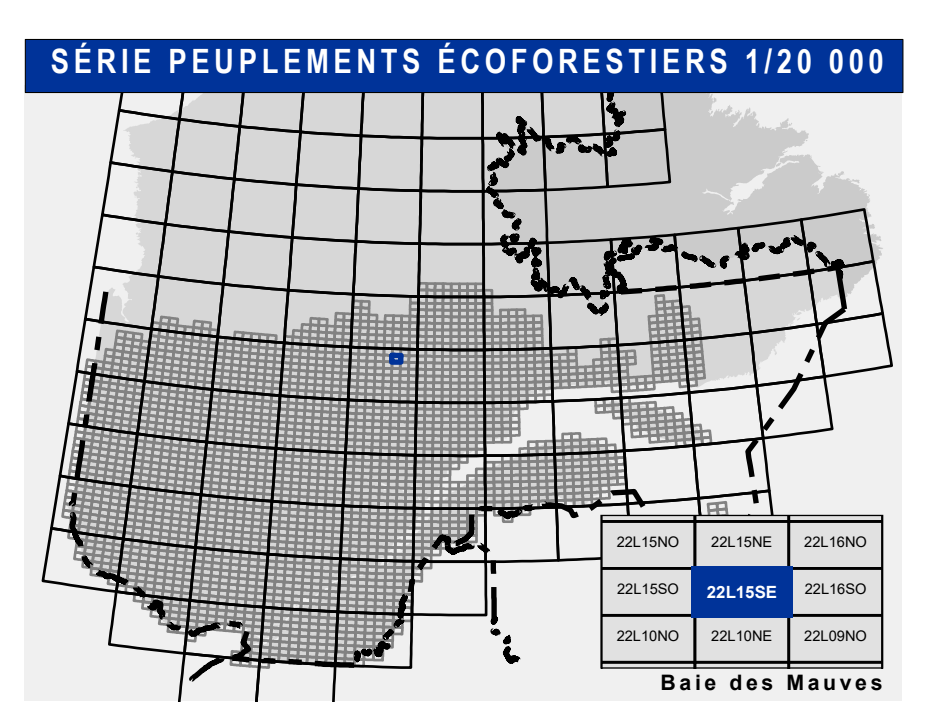 SÉRIE PEUPLEMENTS ÉCOFORESTIERS 1/20 000
22L15NO 22L15NE 22L16NO
22L15SO 22L15SE 22L16SO
22L10NO 22L10NE 22L09NO
Baie des Mauves